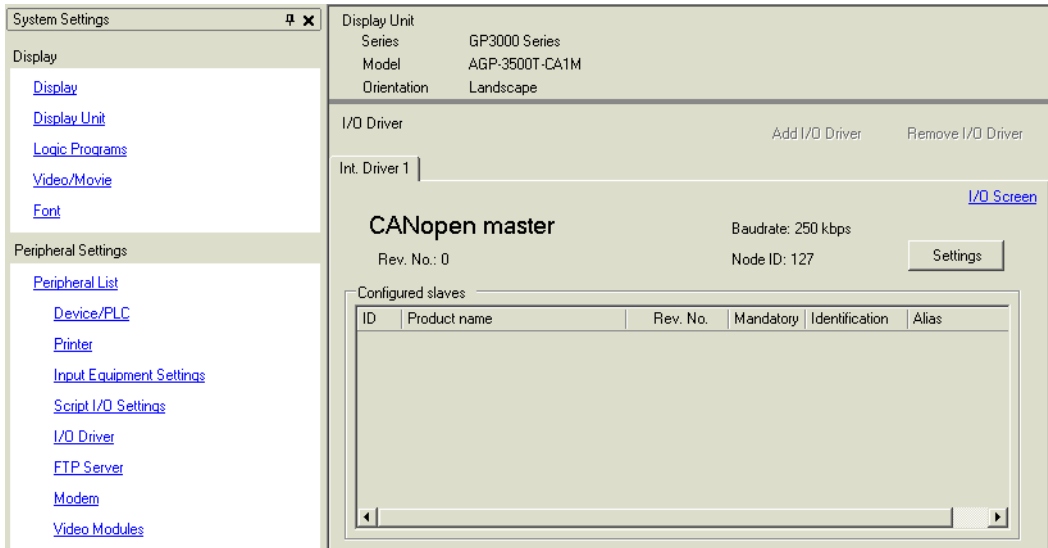 System Settings
Display
Display
Display Unit
Logic Programs
Video/Movie
Font
Peripheral Settings
Peripheral List
Device/PLC
Printer
Input Equipment Settings
Script I/O Settings
I/O Driver
FTP Server
Modem
Video Modules
Display Unit
Series GP3000 Series
Model AGP-3500T-CA1M
Orientation Landscape
I/O Driver Add I/O Driver Remove I/O Driver
Int. Driver 1
I/O Screen
CANopen master Baudrate: 250 kbps
Rev. No.: 0 Node ID: 127 Settings
Configured slaves
ID Product name Rev. No. Mandatory Identification Alias